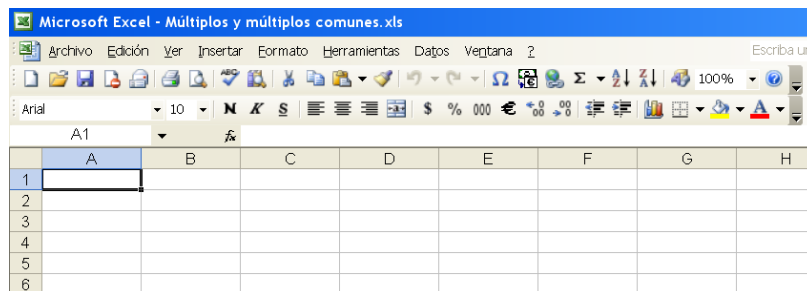 Microsoft Excel - Múltiplos y múltiplos comunes.xls
Archivo Edición Ver Insertar Formato Herramientas Datos Ventana ? Escriba u
Σ 100%
Arial 10 N K S $ % 000 €
A1 fx
A B C D E F G H
1
2
3
4
5
6